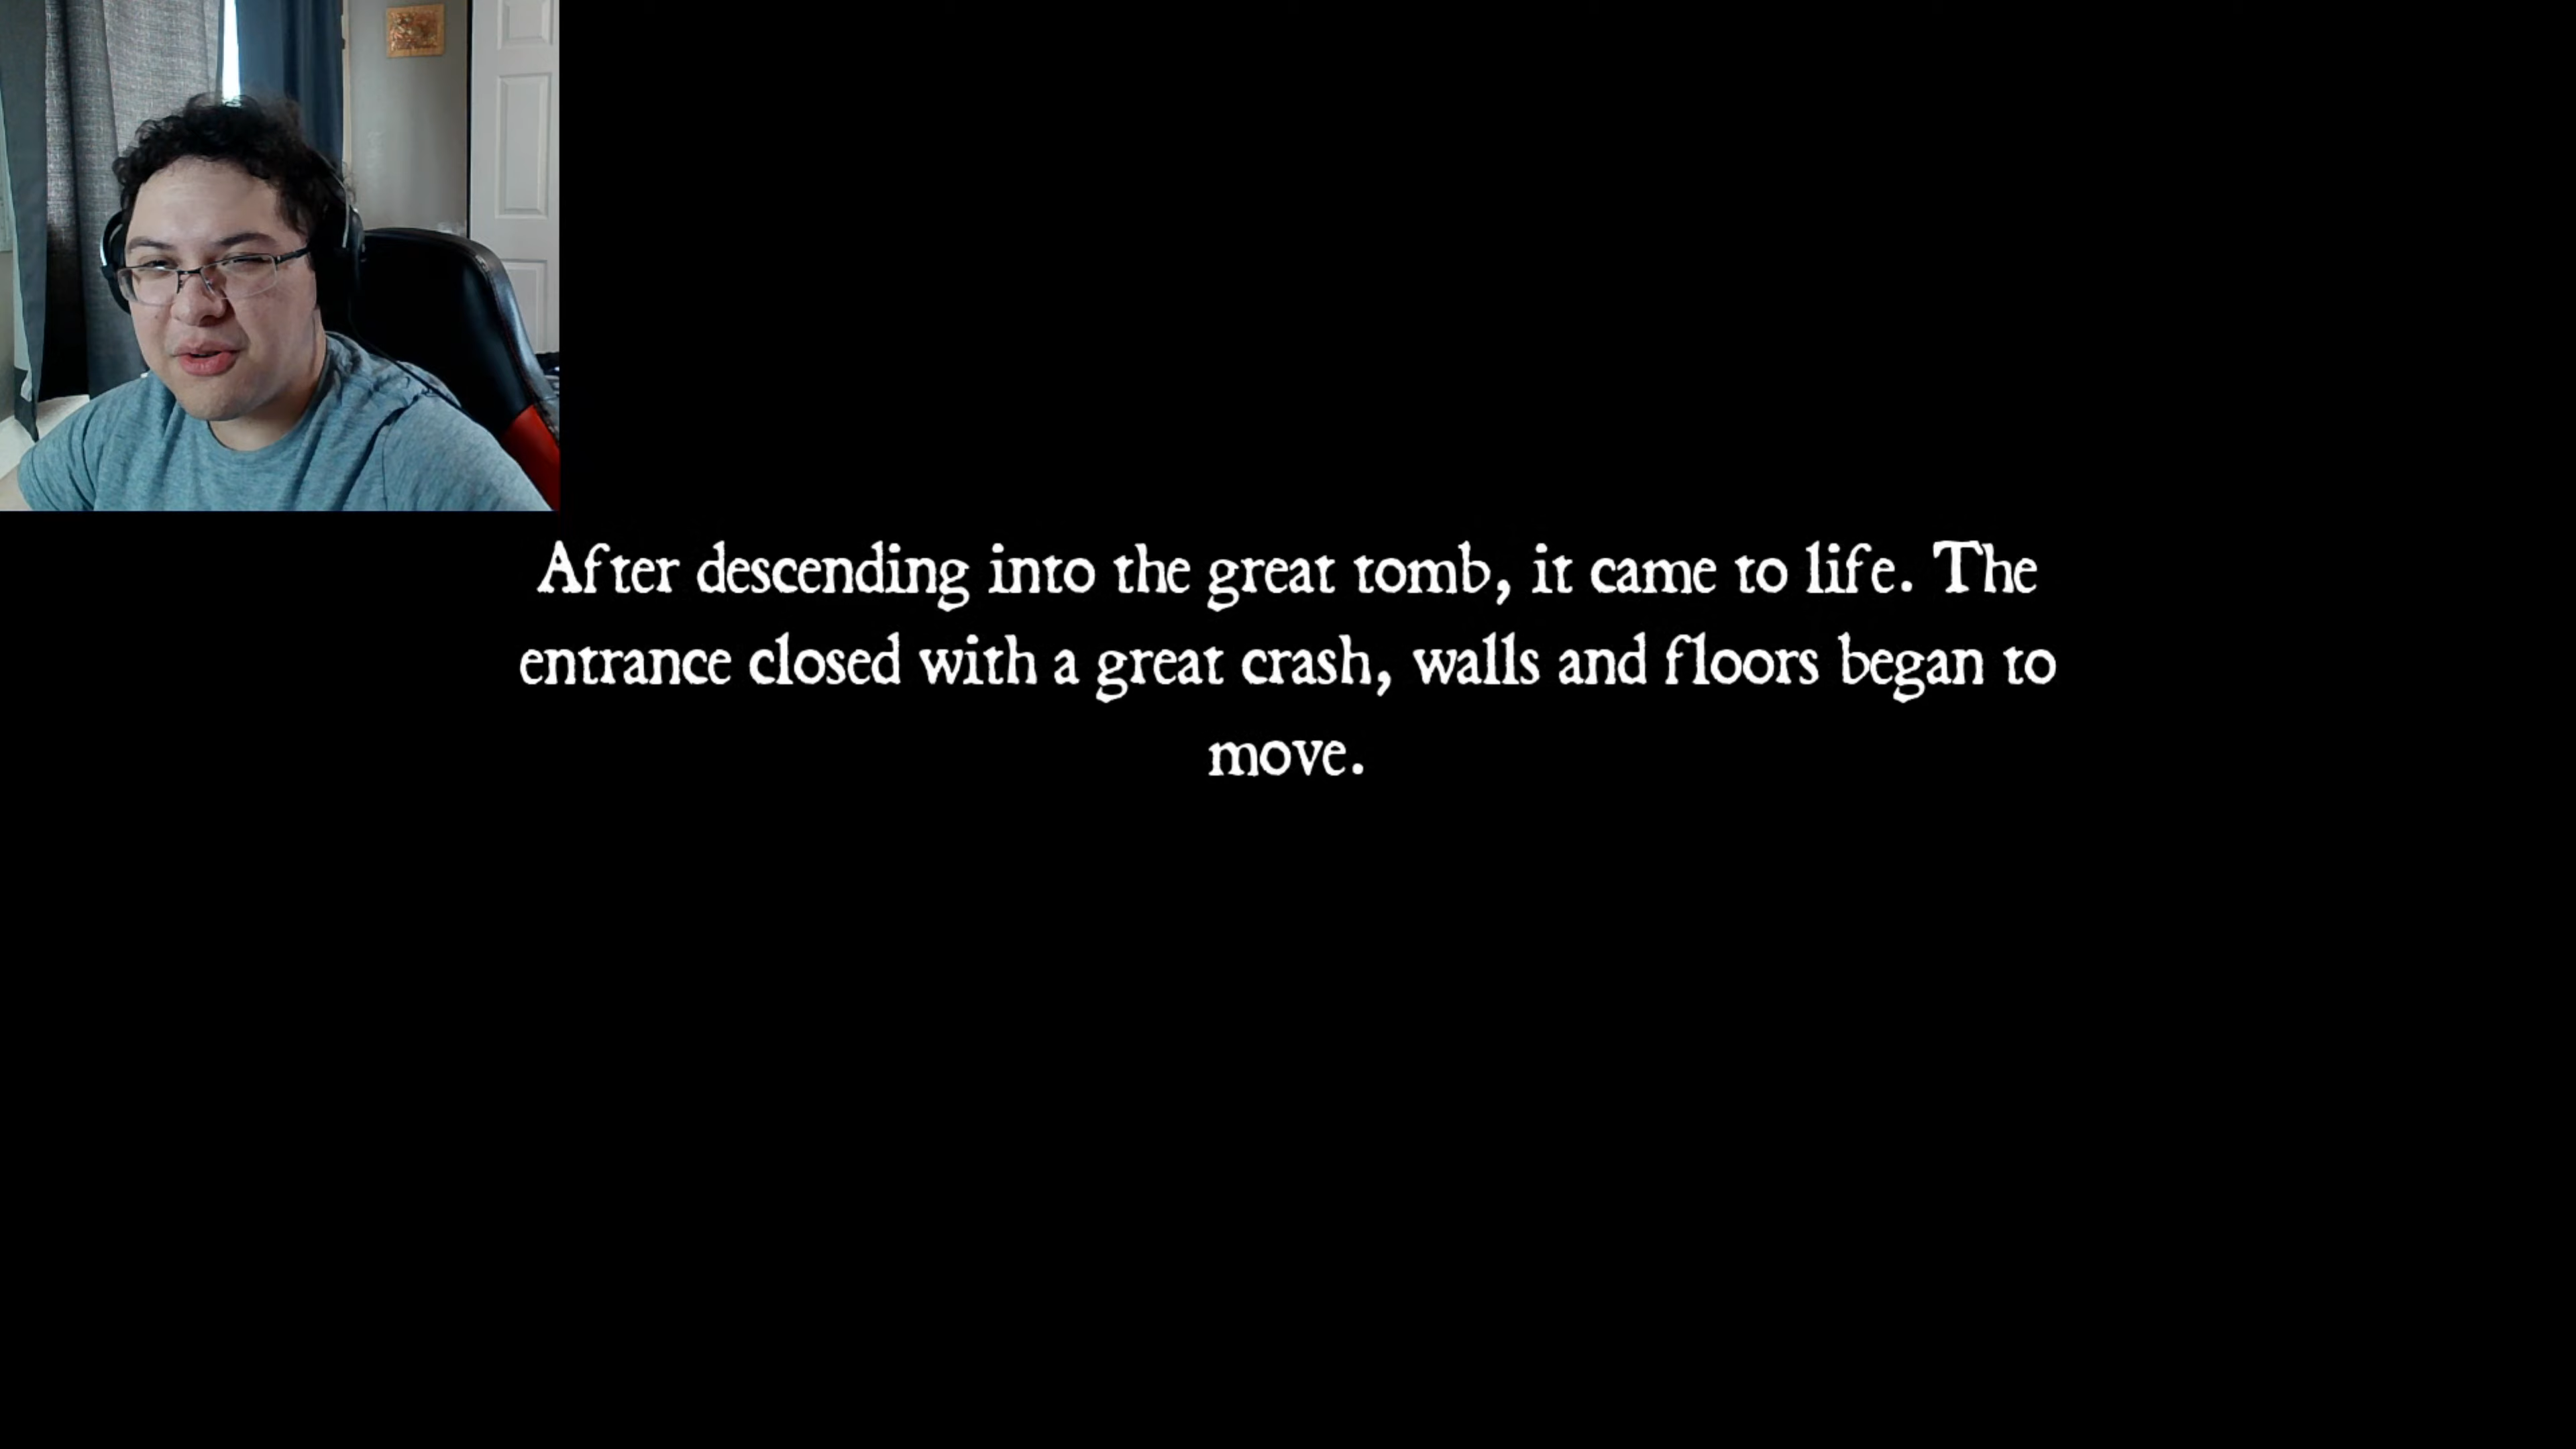 After descending into the great tomb, it came to life. The
entrance closed with a great crash, walls and floors began to
move.